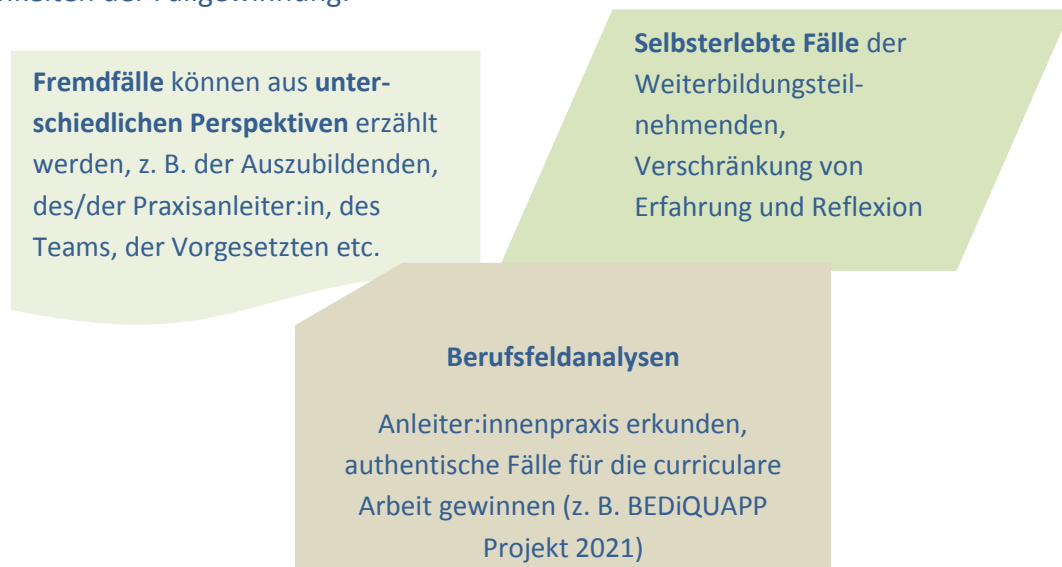 der Fallgewinnung:
Fremdfälle können aus unter-
schiedlichen Perspektiven erzählt
werden, z. B. der Auszubildenden,
des/der Praxisanleiter:in, des
Teams, der Vorgesetzten etc.
Selbsterlebte Fälle der
Weiterbildungsteil-
nehmenden,
Verschränkung von
Erfahrung und Reflexion
Berufsfeldanalysen
Anleiter:innenpraxis erkunden,
authentische Fälle für die curriculare
Arbeit gewinnen (z. B. BEDiQUAPP
Projekt 2021)